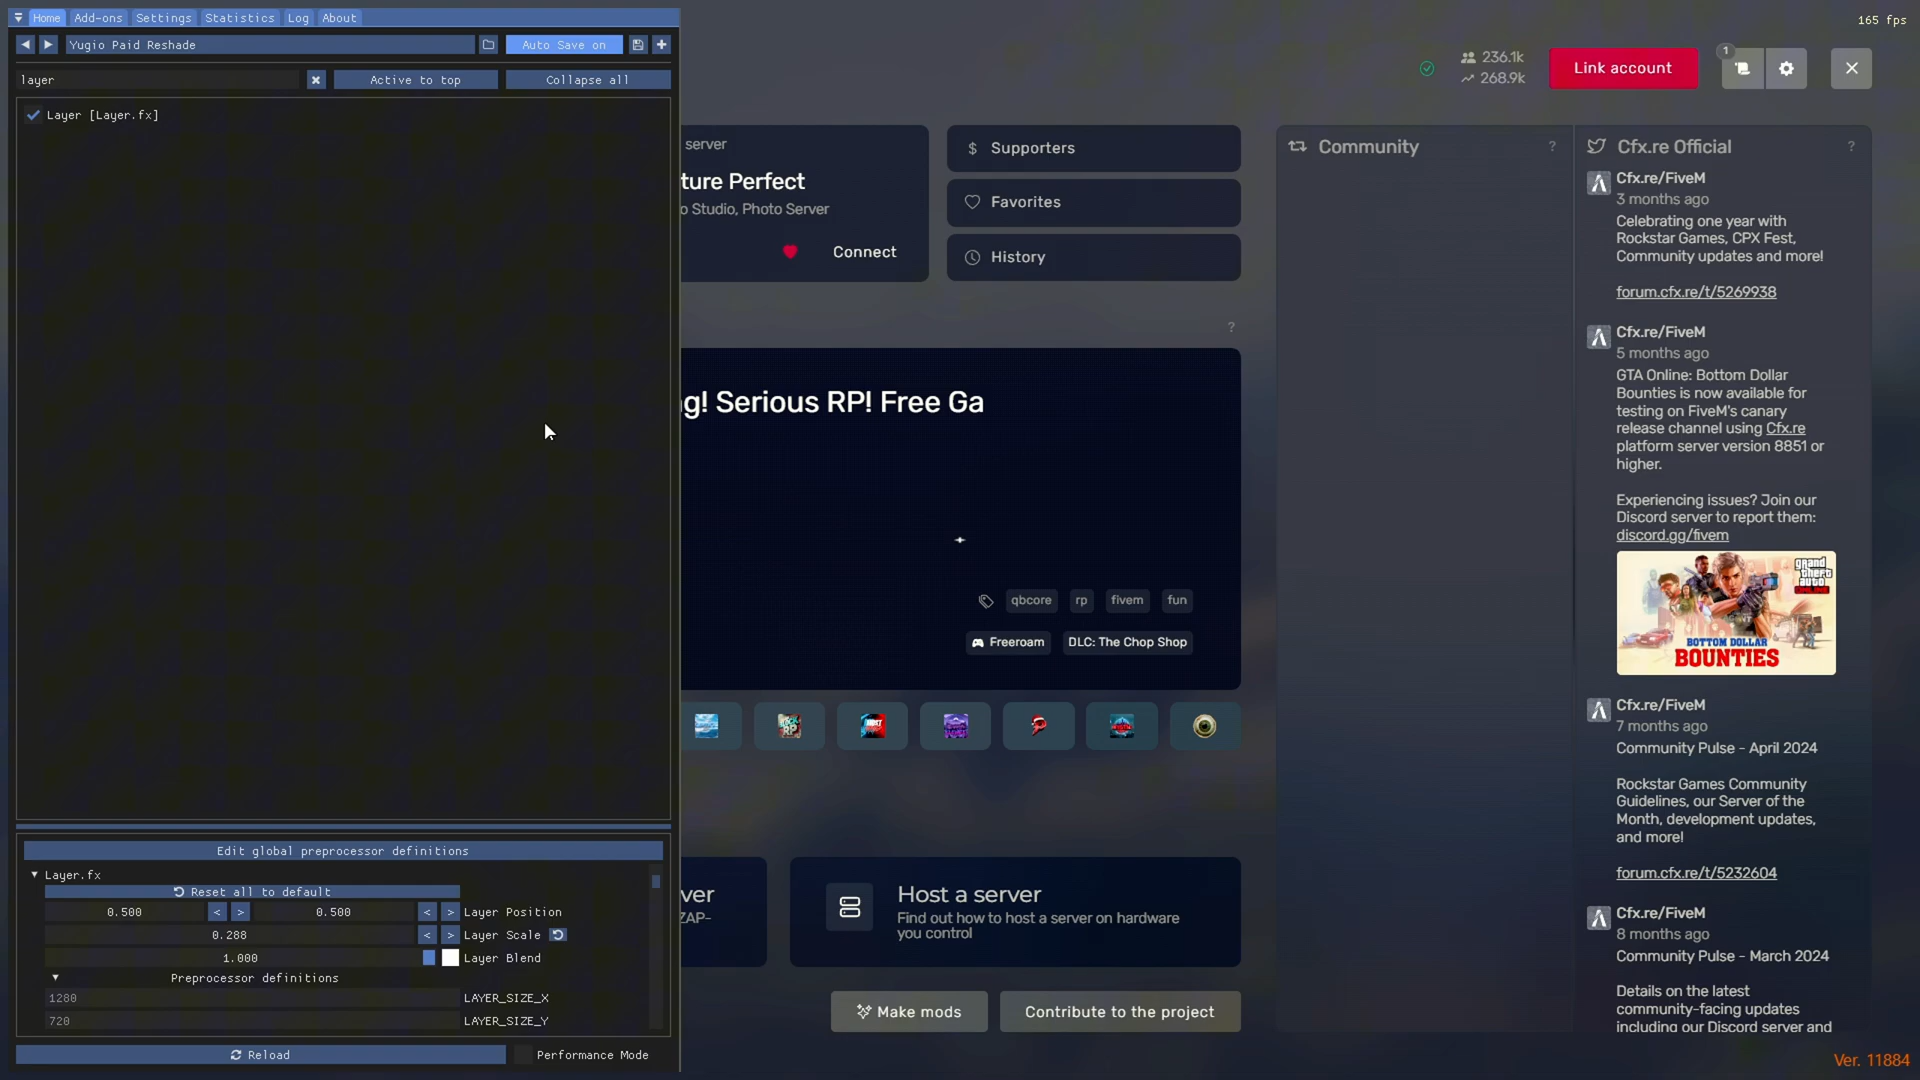 Home Add-ons Settings Statistics Log About
Yugio Paid Reshade
Auto Save on
layer
Active to top
Collapse all
Layer [Layer.fx]
Edit global preprocessor definitions
Layer.fx
Reset all to default
0.500 < > 0.500 < > Layer Position
0.288 < > Layer Scale
1.000 Layer Blend
Preprocessor definitions
1280 LAYER_SIZE_X
720 LAYER_SIZE_Y
Reload
Performance Mode
165 fps
236.1k
268.9k
Link account
1
server
ture Perfect
o Studio, Photo Server
Connect
$ Supporters
Favorites
History
?
g! Serious RP! Free Ga
qbcore rp fivem fun
Freeroam DLC: The Chop Shop
ver
ZAP-
Host a server
Find out how to host a server on hardware
you control
Make mods
Contribute to the project
Community ?
Cfx.re Official ?
Cfx.re/FiveM
3 months ago
Celebrating one year with
Rockstar Games, CPX Fest,
Community updates and more!
forum.cfx.re/t/5269938
Cfx.re/FiveM
5 months ago
GTA Online: Bottom Dollar
Bounties is now available for
testing on FiveM's canary
release channel using Cfx.re
platform server version 8851 or
higher.
Experiencing issues? Join our
Discord server to report them:
discord.gg/fivem
grand
theft
auto
ONLINE
BOTTOM DOLLAR
BOUNTIES
Cfx.re/FiveM
7 months ago
Community Pulse - April 2024
Rockstar Games Community
Guidelines, our Server of the
Month, development updates,
and more!
forum.cfx.re/t/5232604
Cfx.re/FiveM
8 months ago
Community Pulse - March 2024
Details on the latest
community-facing updates
including our Discord server and
Ver. 11884